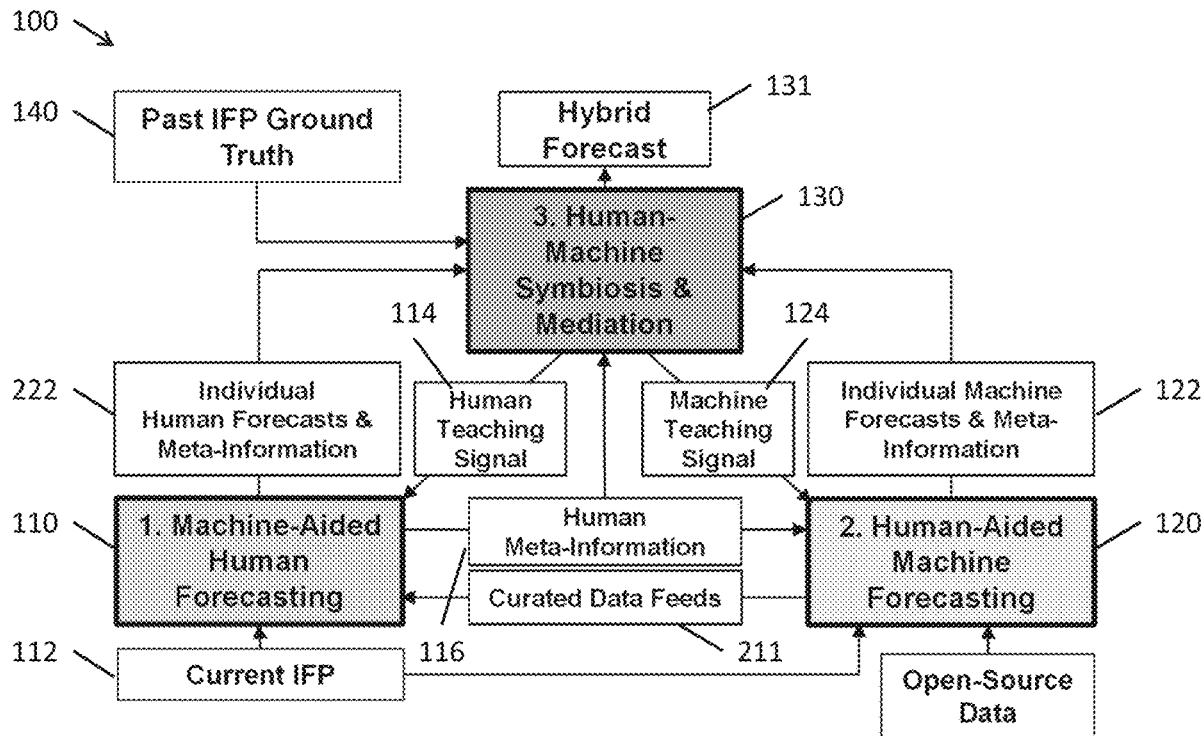 100
140
Past IFP Ground
Truth
131
Hybrid
Forecast
130
3. Human-
Machine
Symbiosis &
Mediation
114
124
222
Individual
Human Forecasts &
Meta-Information
Human
Teaching
Signal
Machine
Teaching
Signal
Individual Machine
Forecasts & Meta-
Information
122
110
1. Machine-Aided
Human
Forecasting
Human
Meta-Information
Curated Data Feeds
2. Human-Aided
Machine
Forecasting
120
112
Current IFP
116
211
Open-Source
Data